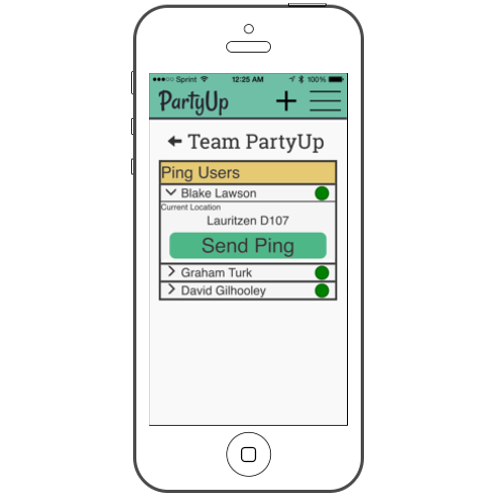 Sprint 12:25 AM 100%
PartyUp
Team PartyUp
Ping Users
Blake Lawson
Current Location
Lauritzen D107
Send Ping
Graham Turk
David Gilhooley